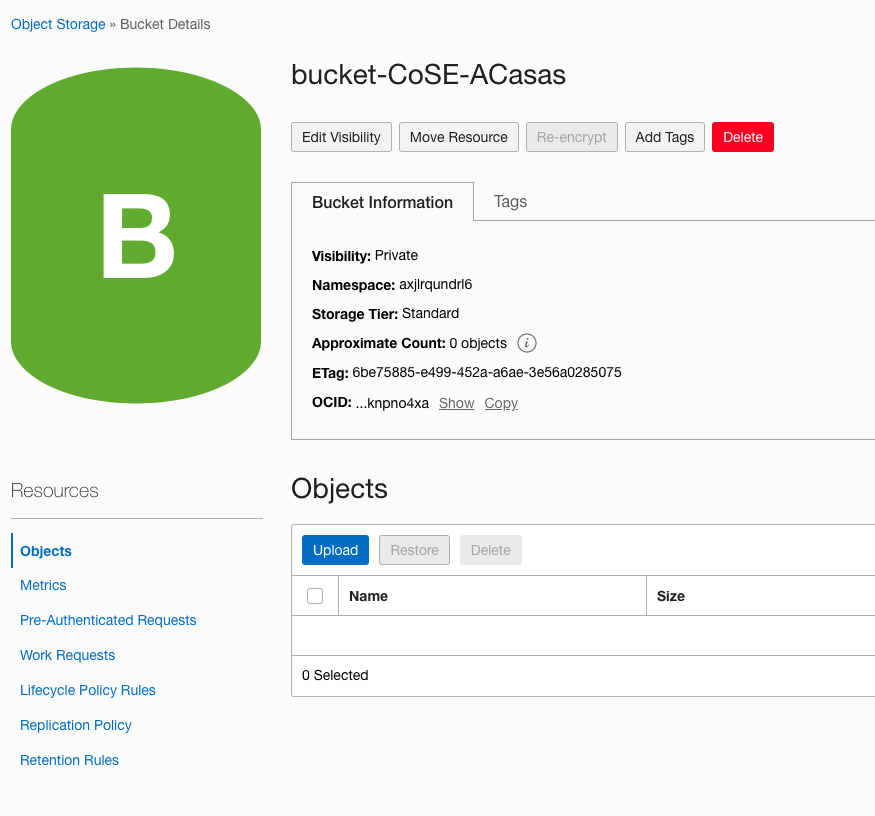 Object Storage » Bucket Details
B
bucket-CoSE-ACasas
Edit Visibility Move Resource Re-encrypt Add Tags Delete
Bucket Information Tags
Visibility: Private
Namespace: axjlrqundrl6
Storage Tier: Standard
Approximate Count: 0 objects i
ETag: 6be75885-e499-452a-a6ae-3e56a0285075
OCID: ...knpno4xa Show Copy
Resources
Objects
Metrics
Pre-Authenticated Requests
Work Requests
Lifecycle Policy Rules
Replication Policy
Retention Rules
Objects
Upload Restore Delete
Name Size
0 Selected